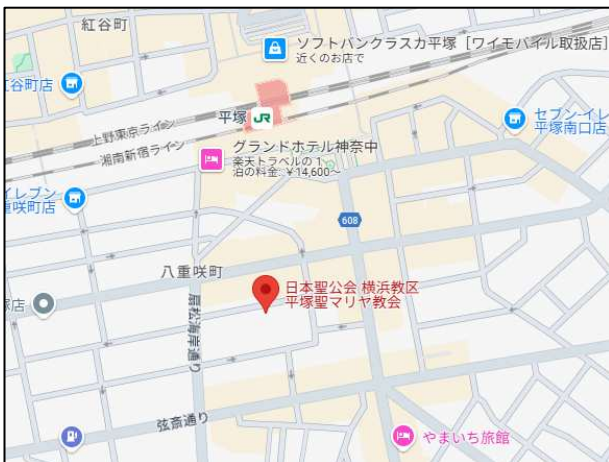 紅谷町
ソフトバンクラスカ平塚［ワイモバイル取扱店］
近くのお店で
紅谷町店
平塚
JR
上野東京ライン
湘南新宿ライン
セブン-イレ
平塚南口店
グランドホテル神奈中
楽天トラベルの 1
泊の料金: ￥14,600～
イレブン
重咲町店
608
八重咲町
日本聖公会 横浜教区
平塚聖マリヤ教会
塚店
扇松海岸通り
弦斎通り
やまいち旅館